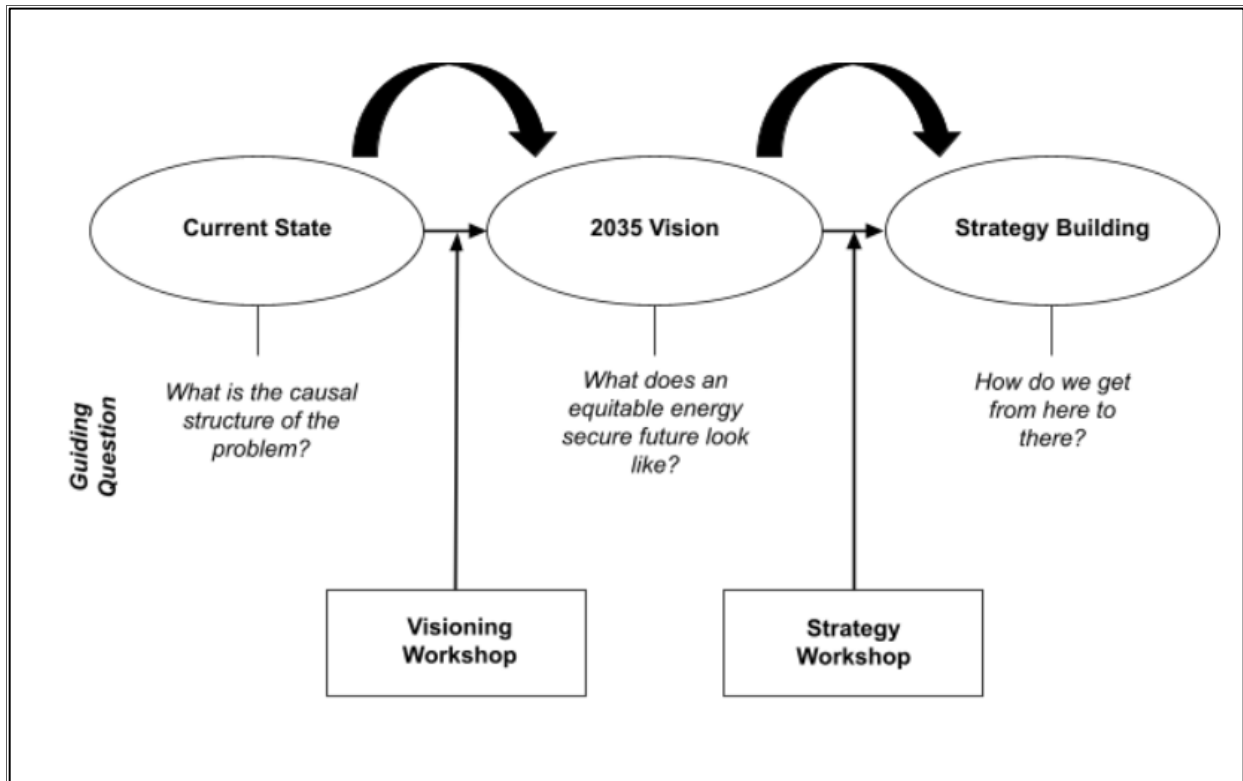 Current State
2035 Vision
Strategy Building
Guiding
Question
What is the causal
structure of the
problem?
What does an
equitable energy
secure future look
like?
How do we get
from here to
there?
Visioning
Workshop
Strategy
Workshop